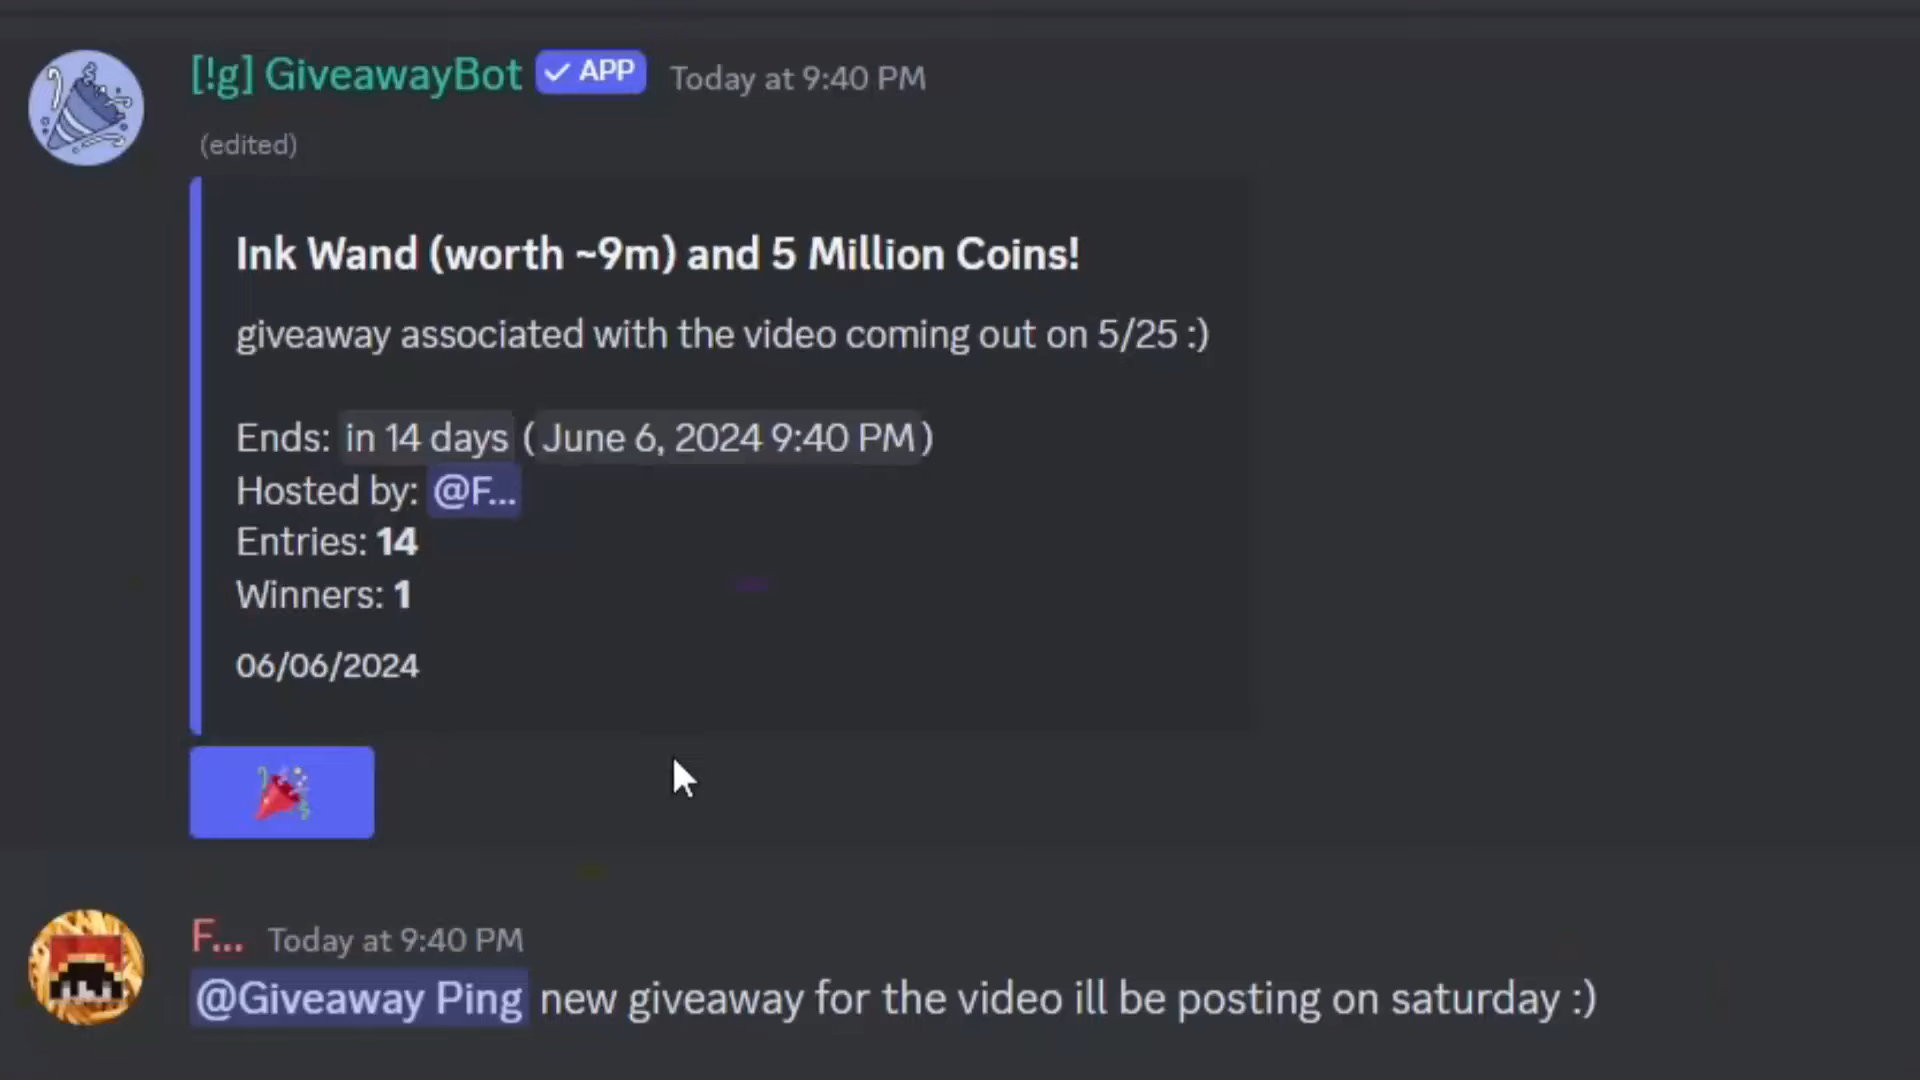 [!g] GiveawayBot ✓ APP Today at 9:40 PM
(edited)
Ink Wand (worth ~9m) and 5 Million Coins!
giveaway associated with the video coming out on 5/25 :)
Ends: in 14 days (June 6, 2024 9:40 PM)
Hosted by: @F...
Entries: 14
Winners: 1
06/06/2024
F... Today at 9:40 PM
@Giveaway Ping new giveaway for the video ill be posting on saturday :)